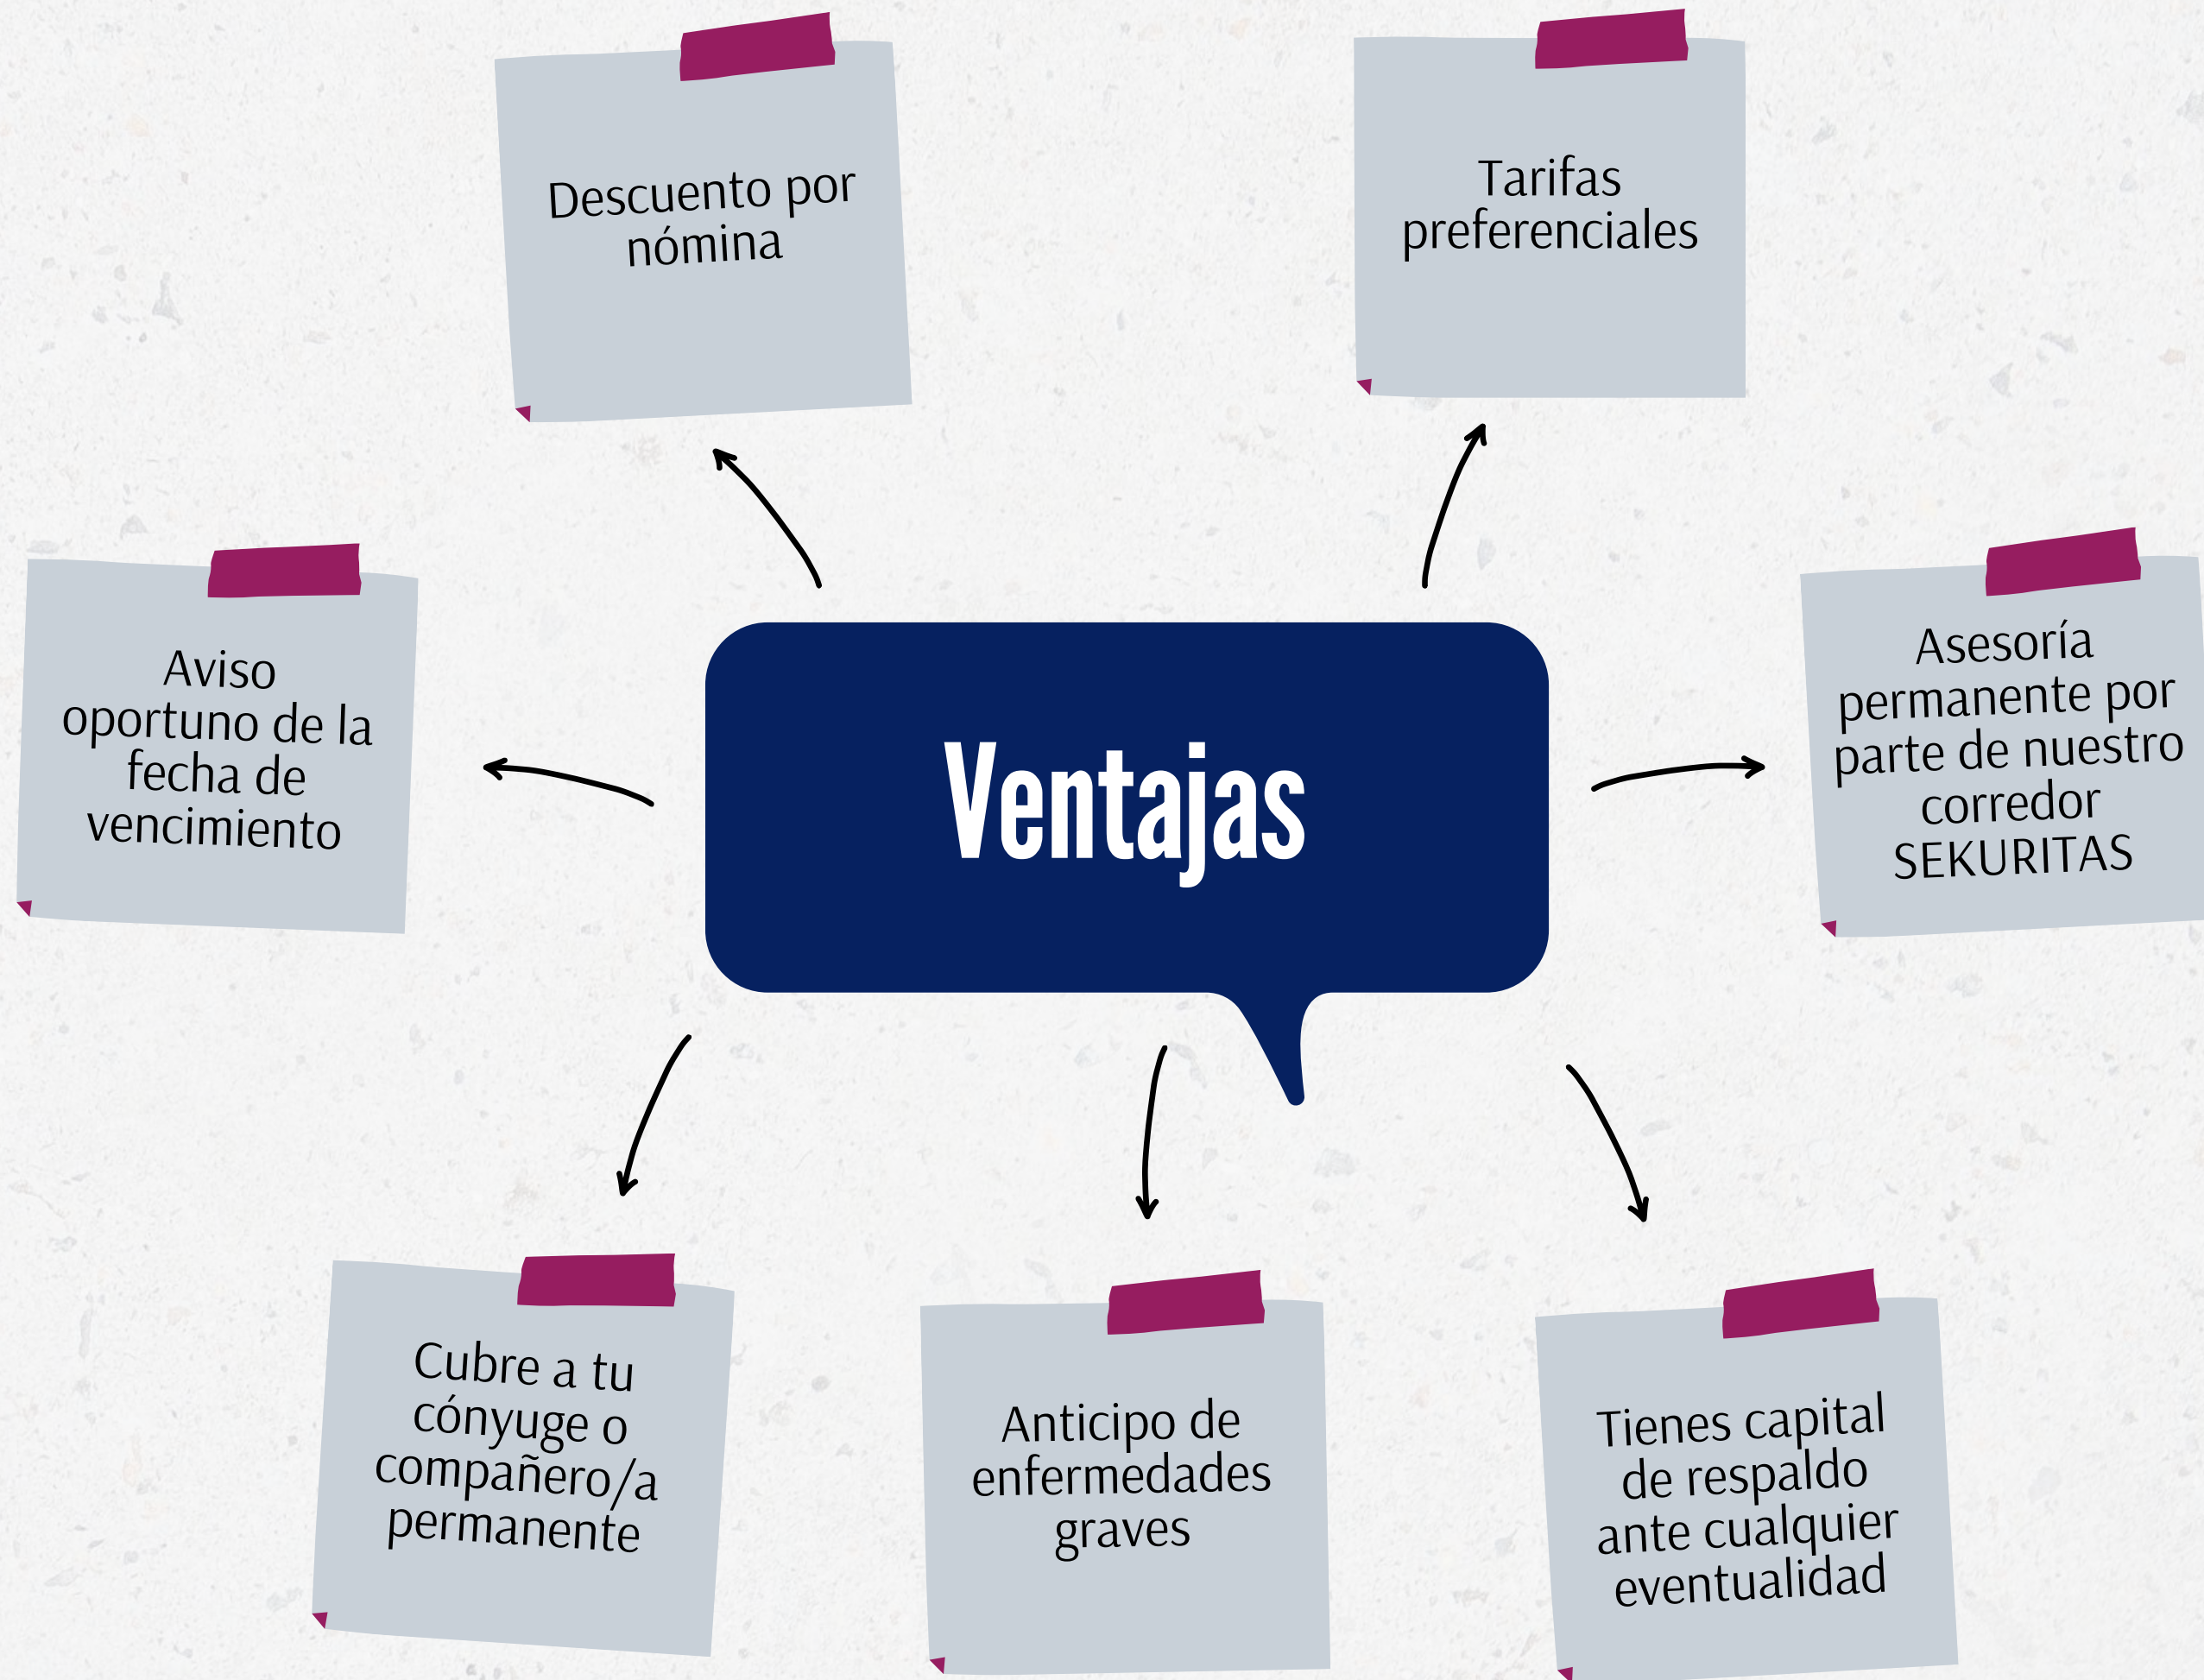 Descuento por
nómina
Tarifas
preferenciales
Aviso
oportuno de la
fecha de
vencimiento
Ventajas
Asesoría
permanente por
parte de nuestro
corredor
SEKURITAS
Cubre a tu
cónyuge o
compañero/a
permanente
Anticipo de
enfermedades
graves
Tienes capital
de respaldo
ante cualquier
eventualidad